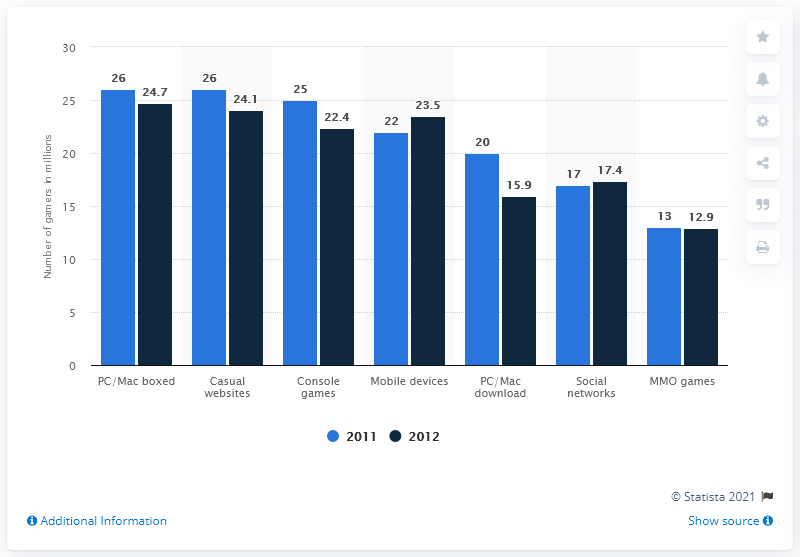 30
25
20
15
10
5
0
Number of gamers in millions
26 24.7 26 24.1 25 22.4 22 23.5 20 15.9 17 17.4 13 12.9
PC/Mac boxed Casual websites Console games Mobile devices PC/Mac download Social networks MMO games
2011 2012
© Statista 2021
Additional Information Show source